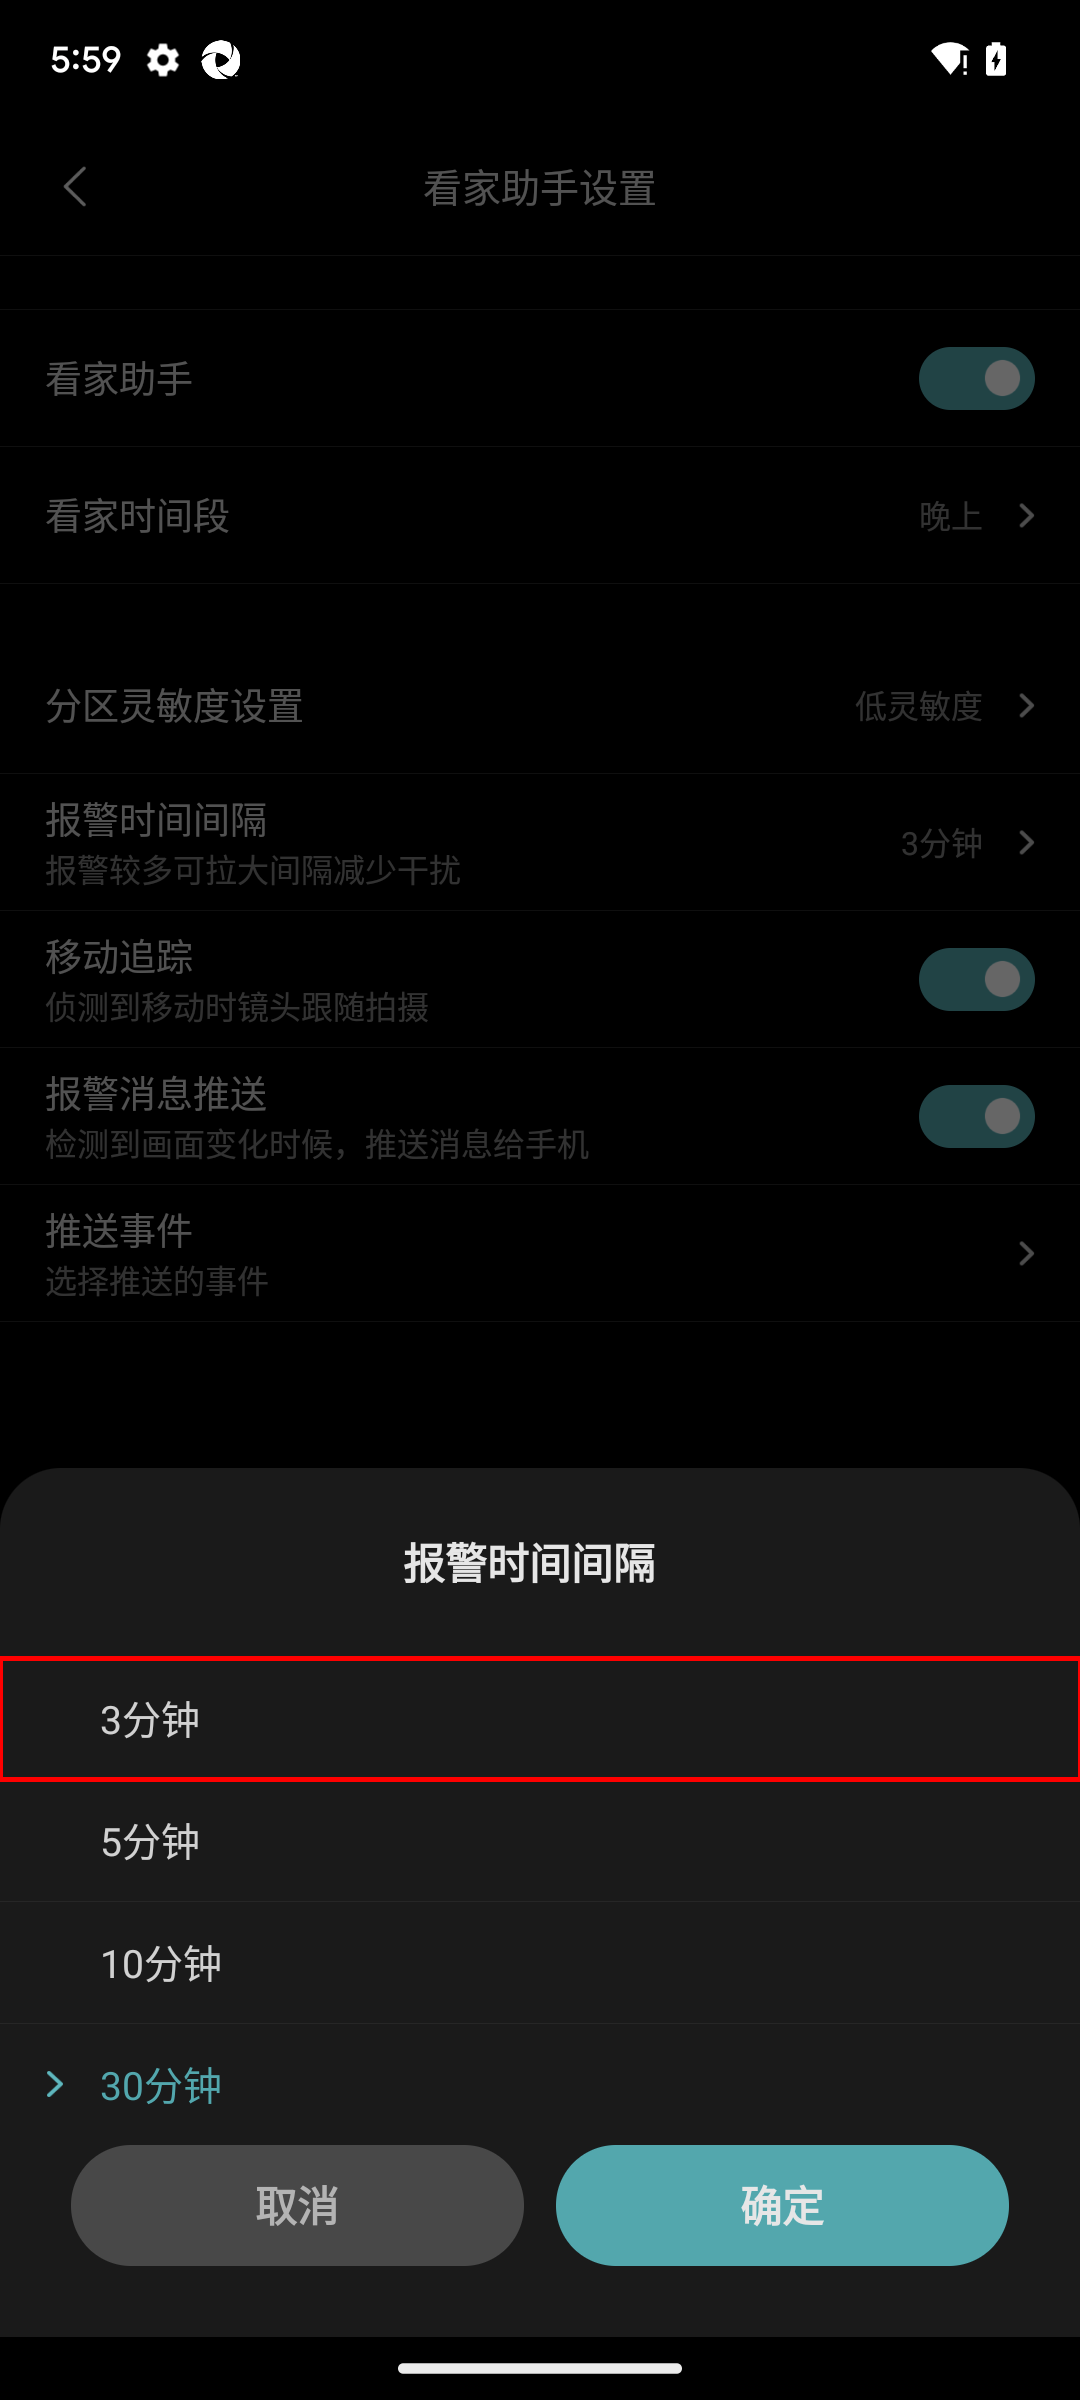 5:59
看家助手设置
看家助手
看家时间段
晚上
分区灵敏度设置
低灵敏度
报警时间间隔
报警较多可拉大间隔减少干扰
3分钟
移动追踪
侦测到移动时镜头跟随拍摄
报警消息推送
检测到画面变化时候，推送消息给手机
推送事件
选择推送的事件
报警时间间隔
3分钟
5分钟
10分钟
30分钟
取消
确定